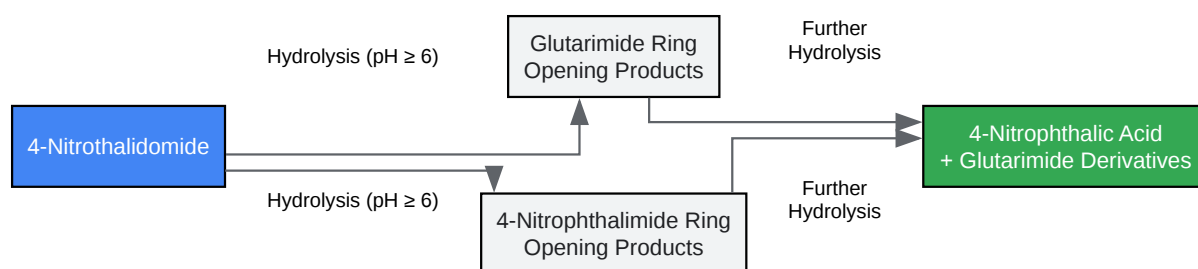 4-Nitrothalidomide
Hydrolysis (pH ≥ 6)
Hydrolysis (pH ≥ 6)
Glutarimide Ring
Opening Products
4-Nitrophthalimide Ring
Opening Products
Further
Hydrolysis
Further
Hydrolysis
4-Nitrophthalic Acid
+ Glutarimide Derivatives